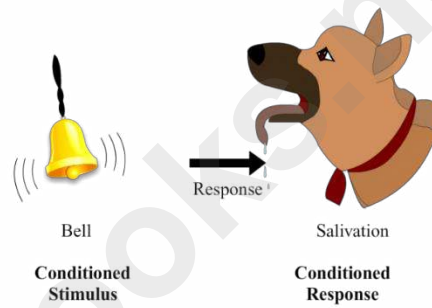 Response
Bell
Salivation
Conditioned
Stimulus
Conditioned
Response